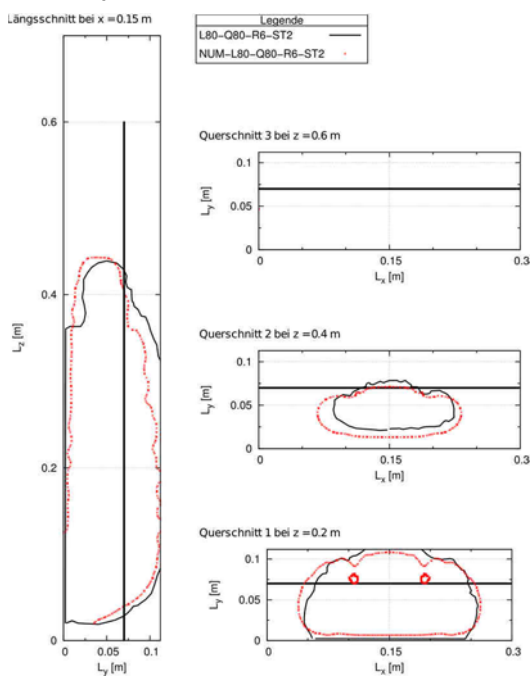 Längsschnitt bei x = 0.15 m
Legende
L80-Q80-R6-ST2
NUM-L80-Q80-R6-ST2
0.6
0.4
0.2
0
L_z [m]
0 0.05 0.1
L_y [m]
Querschnitt 3 bei z = 0.6 m
0.1
0.05
0
L_y [m]
0 0.15 0.3
L_x [m]
Querschnitt 2 bei z = 0.4 m
0.1
0.05
0
L_y [m]
0 0.15 0.3
L_x [m]
Querschnitt 1 bei z = 0.2 m
0.1
0.05
0
L_y [m]
0 0.15 0.3
L_x [m]